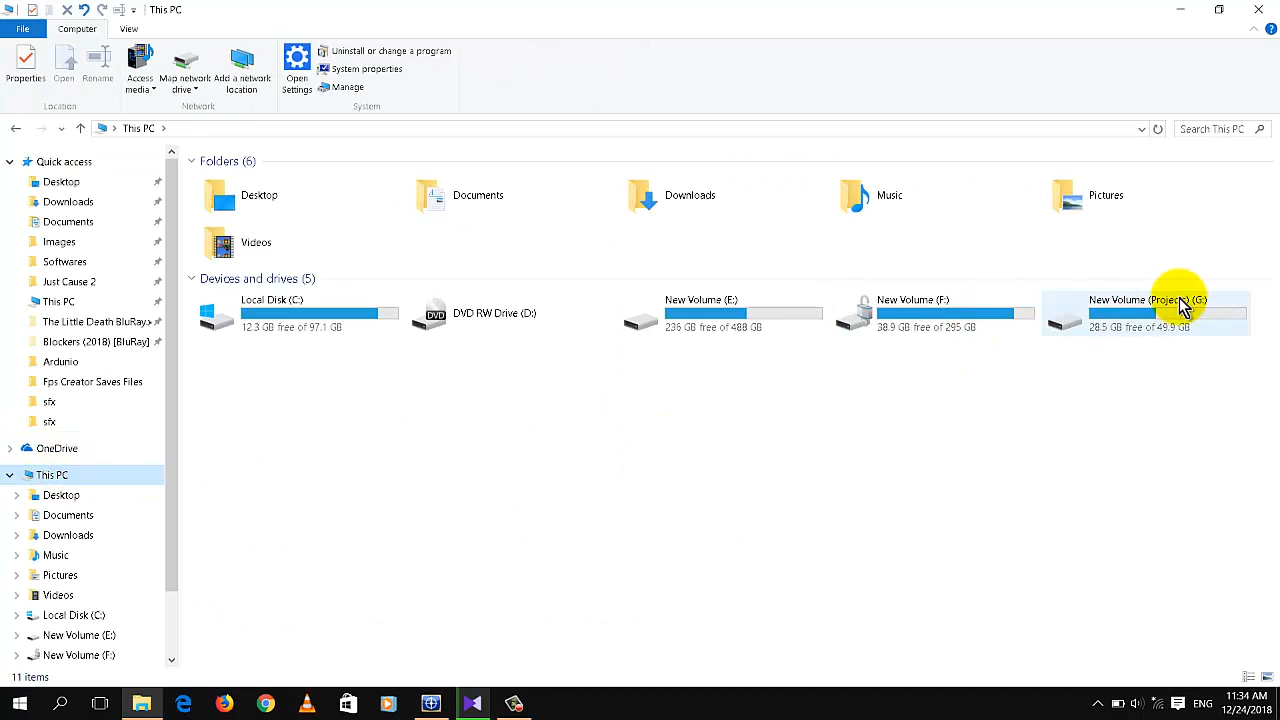 This PC
File
Computer
View
Properties
Open
Rename
Access media
Map network drive
Add a network location
Open Settings
Uninstall or change a program
System properties
Manage
Location
Network
System
This PC
Search This PC
Quick access
Desktop
Downloads
Documents
Images
Softwares
Just Cause 2
This PC
The Little Death BluRay
Blockers (2018) [BluRay]
Ardunio
Fps Creator Saves Files
sfx
sfx
OneDrive
This PC
Desktop
Documents
Downloads
Music
Pictures
Videos
Local Disk (C:)
New Volume (E:)
New Volume (F:)
Folders (6)
Desktop
Documents
Downloads
Music
Pictures
Videos
Devices and drives (5)
Local Disk (C:)
12.3 GB free of 97.1 GB
DVD
DVD RW Drive (D:)
New Volume (E:)
236 GB free of 488 GB
New Volume (F:)
38.9 GB free of 295 GB
New Volume (Projects) (G:)
28.5 GB free of 49.9 GB
11 items
ENG
11:34 AM
12/24/2018